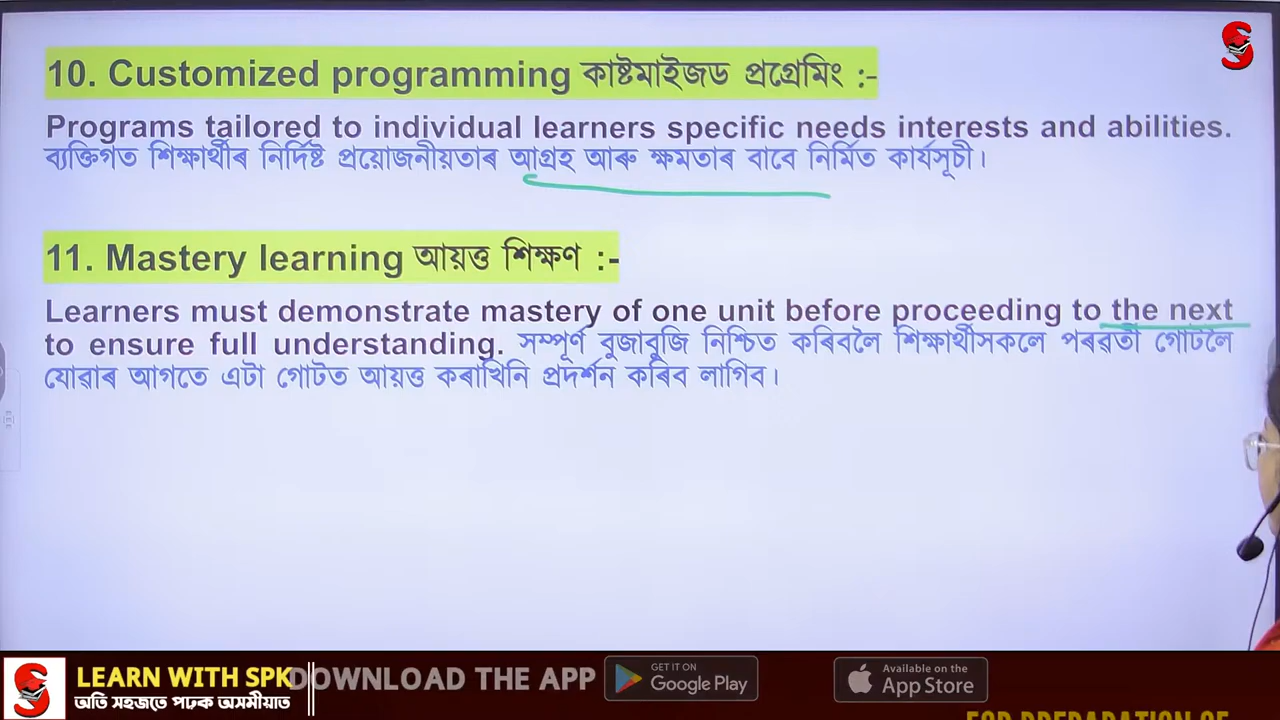 10. Customized programming কাষ্টমাইজড প্ৰগ্ৰেমিং :-
Programs tailored to individual learners specific needs interests and abilities.
ব্যক্তিগত শিক্ষাৰ্থীৰ নিৰ্দিষ্ট প্ৰয়োজনীয়তাৰ আগ্ৰহ আৰু ক্ষমতাৰ বাবে নিৰ্মিত কাৰ্যসূচী।
11. Mastery learning আয়ত্ত শিক্ষণ :-
Learners must demonstrate mastery of one unit before proceeding to the next
to ensure full understanding. সম্পূৰ্ণ বুজাবুজি নিশ্চিত কৰিবলৈ শিক্ষাৰ্থীসকলে পৰৱৰ্তী গোটলৈ
যোৱাৰ আগতে এটা গোটত আয়ত্ত কৰাখিনি প্ৰদৰ্শন কৰিব লাগিব।
LEARN WITH SPK
অতি সহজতে পঢ়ক অসমীয়াত
DOWNLOAD THE APP
GET IT ON
Google Play
Available on the
App Store
FOR PREPARATION OF